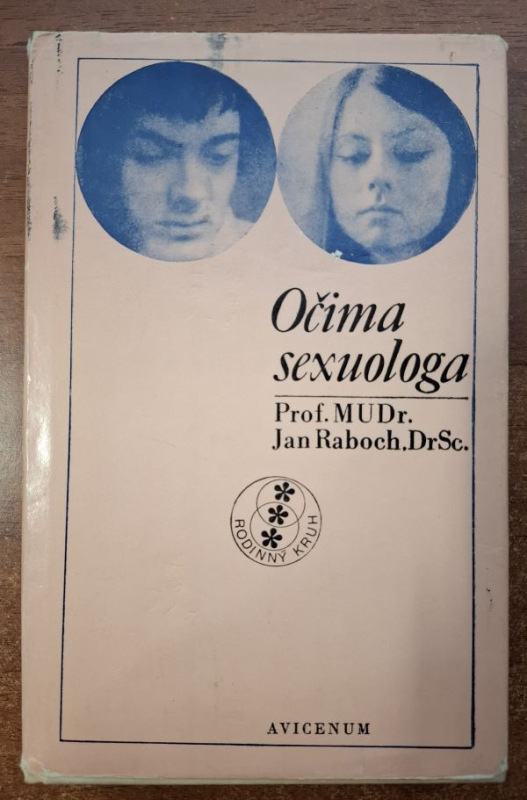 Očima
sexuologa
Prof. MUDr.
Jan Raboch, DrSc.
RODINNÝ KRUH
AVICENUM